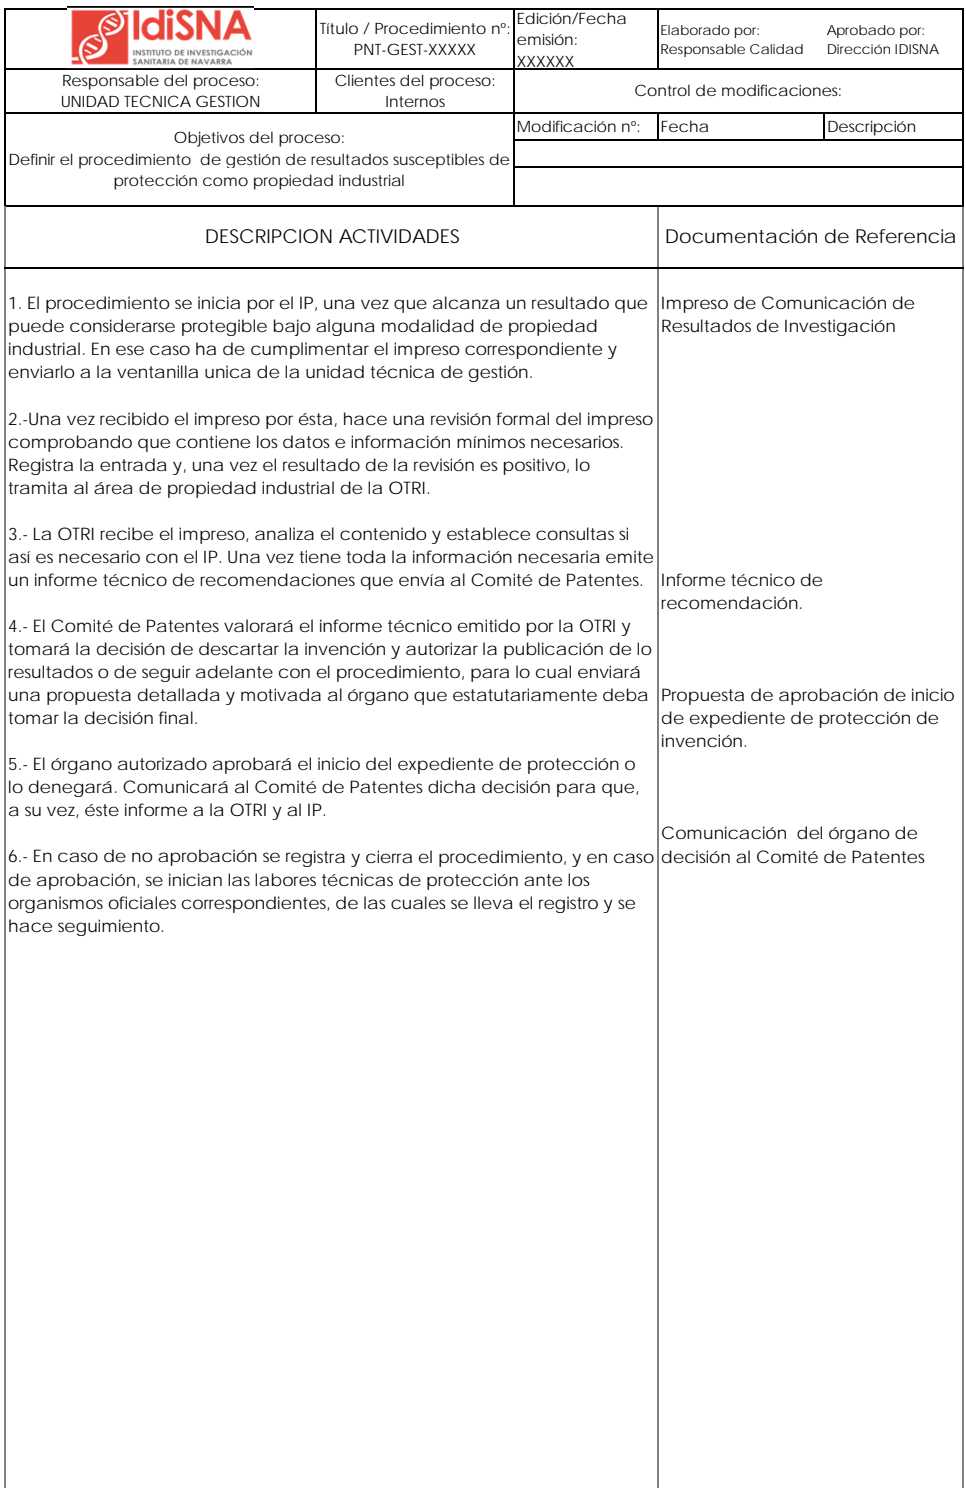 IdiSNA
INSTITUTO DE INVESTIGACIÓN
SANITARIA DE NAVARRA
Título / Procedimiento nº:
PNT-GEST-XXXXX
Edición/Fecha
emisión:
XXXXXX
Elaborado por:
Responsable Calidad
Aprobado por:
Dirección IDISNA
Responsable del proceso:
UNIDAD TECNICA GESTION
Clientes del proceso:
Internos
Control de modificaciones:
Objetivos del proceso:
Definir el procedimiento  de gestión de resultados susceptibles de
protección como propiedad industrial
Modificación nº:
Fecha
Descripción
DESCRIPCION ACTIVIDADES
Documentación de Referencia
1. El procedimiento se inicia por el IP, una vez que alcanza un resultado que
puede considerarse protegible bajo alguna modalidad de propiedad
industrial. En ese caso ha de cumplimentar el impreso correspondiente y
enviarlo a la ventanilla unica de la unidad técnica de gestión.
Impreso de Comunicación de
Resultados de Investigación
2.-Una vez recibido el impreso por ésta, hace una revisión formal del impreso
comprobando que contiene los datos e información mínimos necesarios.
Registra la entrada y, una vez el resultado de la revisión es positivo, lo
tramita al área de propiedad industrial de la OTRI.
3.- La OTRI recibe el impreso, analiza el contenido y establece consultas si
así es necesario con el IP. Una vez tiene toda la información necesaria emite
un informe técnico de recomendaciones que envía al Comité de Patentes.
Informe técnico de
recomendación.
4.- El Comité de Patentes valorará el informe técnico emitido por la OTRI y
tomará la decisión de descartar la invención y autorizar la publicación de lo
resultados o de seguir adelante con el procedimiento, para lo cual enviará
una propuesta detallada y motivada al órgano que estatutariamente deba
tomar la decisión final.
Propuesta de aprobación de inicio
de expediente de protección de
invención.
5.- El órgano autorizado aprobará el inicio del expediente de protección o
lo denegará. Comunicará al Comité de Patentes dicha decisión para que,
a su vez, éste informe a la OTRI y al IP.
Comunicación  del órgano de
decisión al Comité de Patentes
6.- En caso de no aprobación se registra y cierra el procedimiento, y en caso
de aprobación, se inician las labores técnicas de protección ante los
organismos oficiales correspondientes, de las cuales se lleva el registro y se
hace seguimiento.